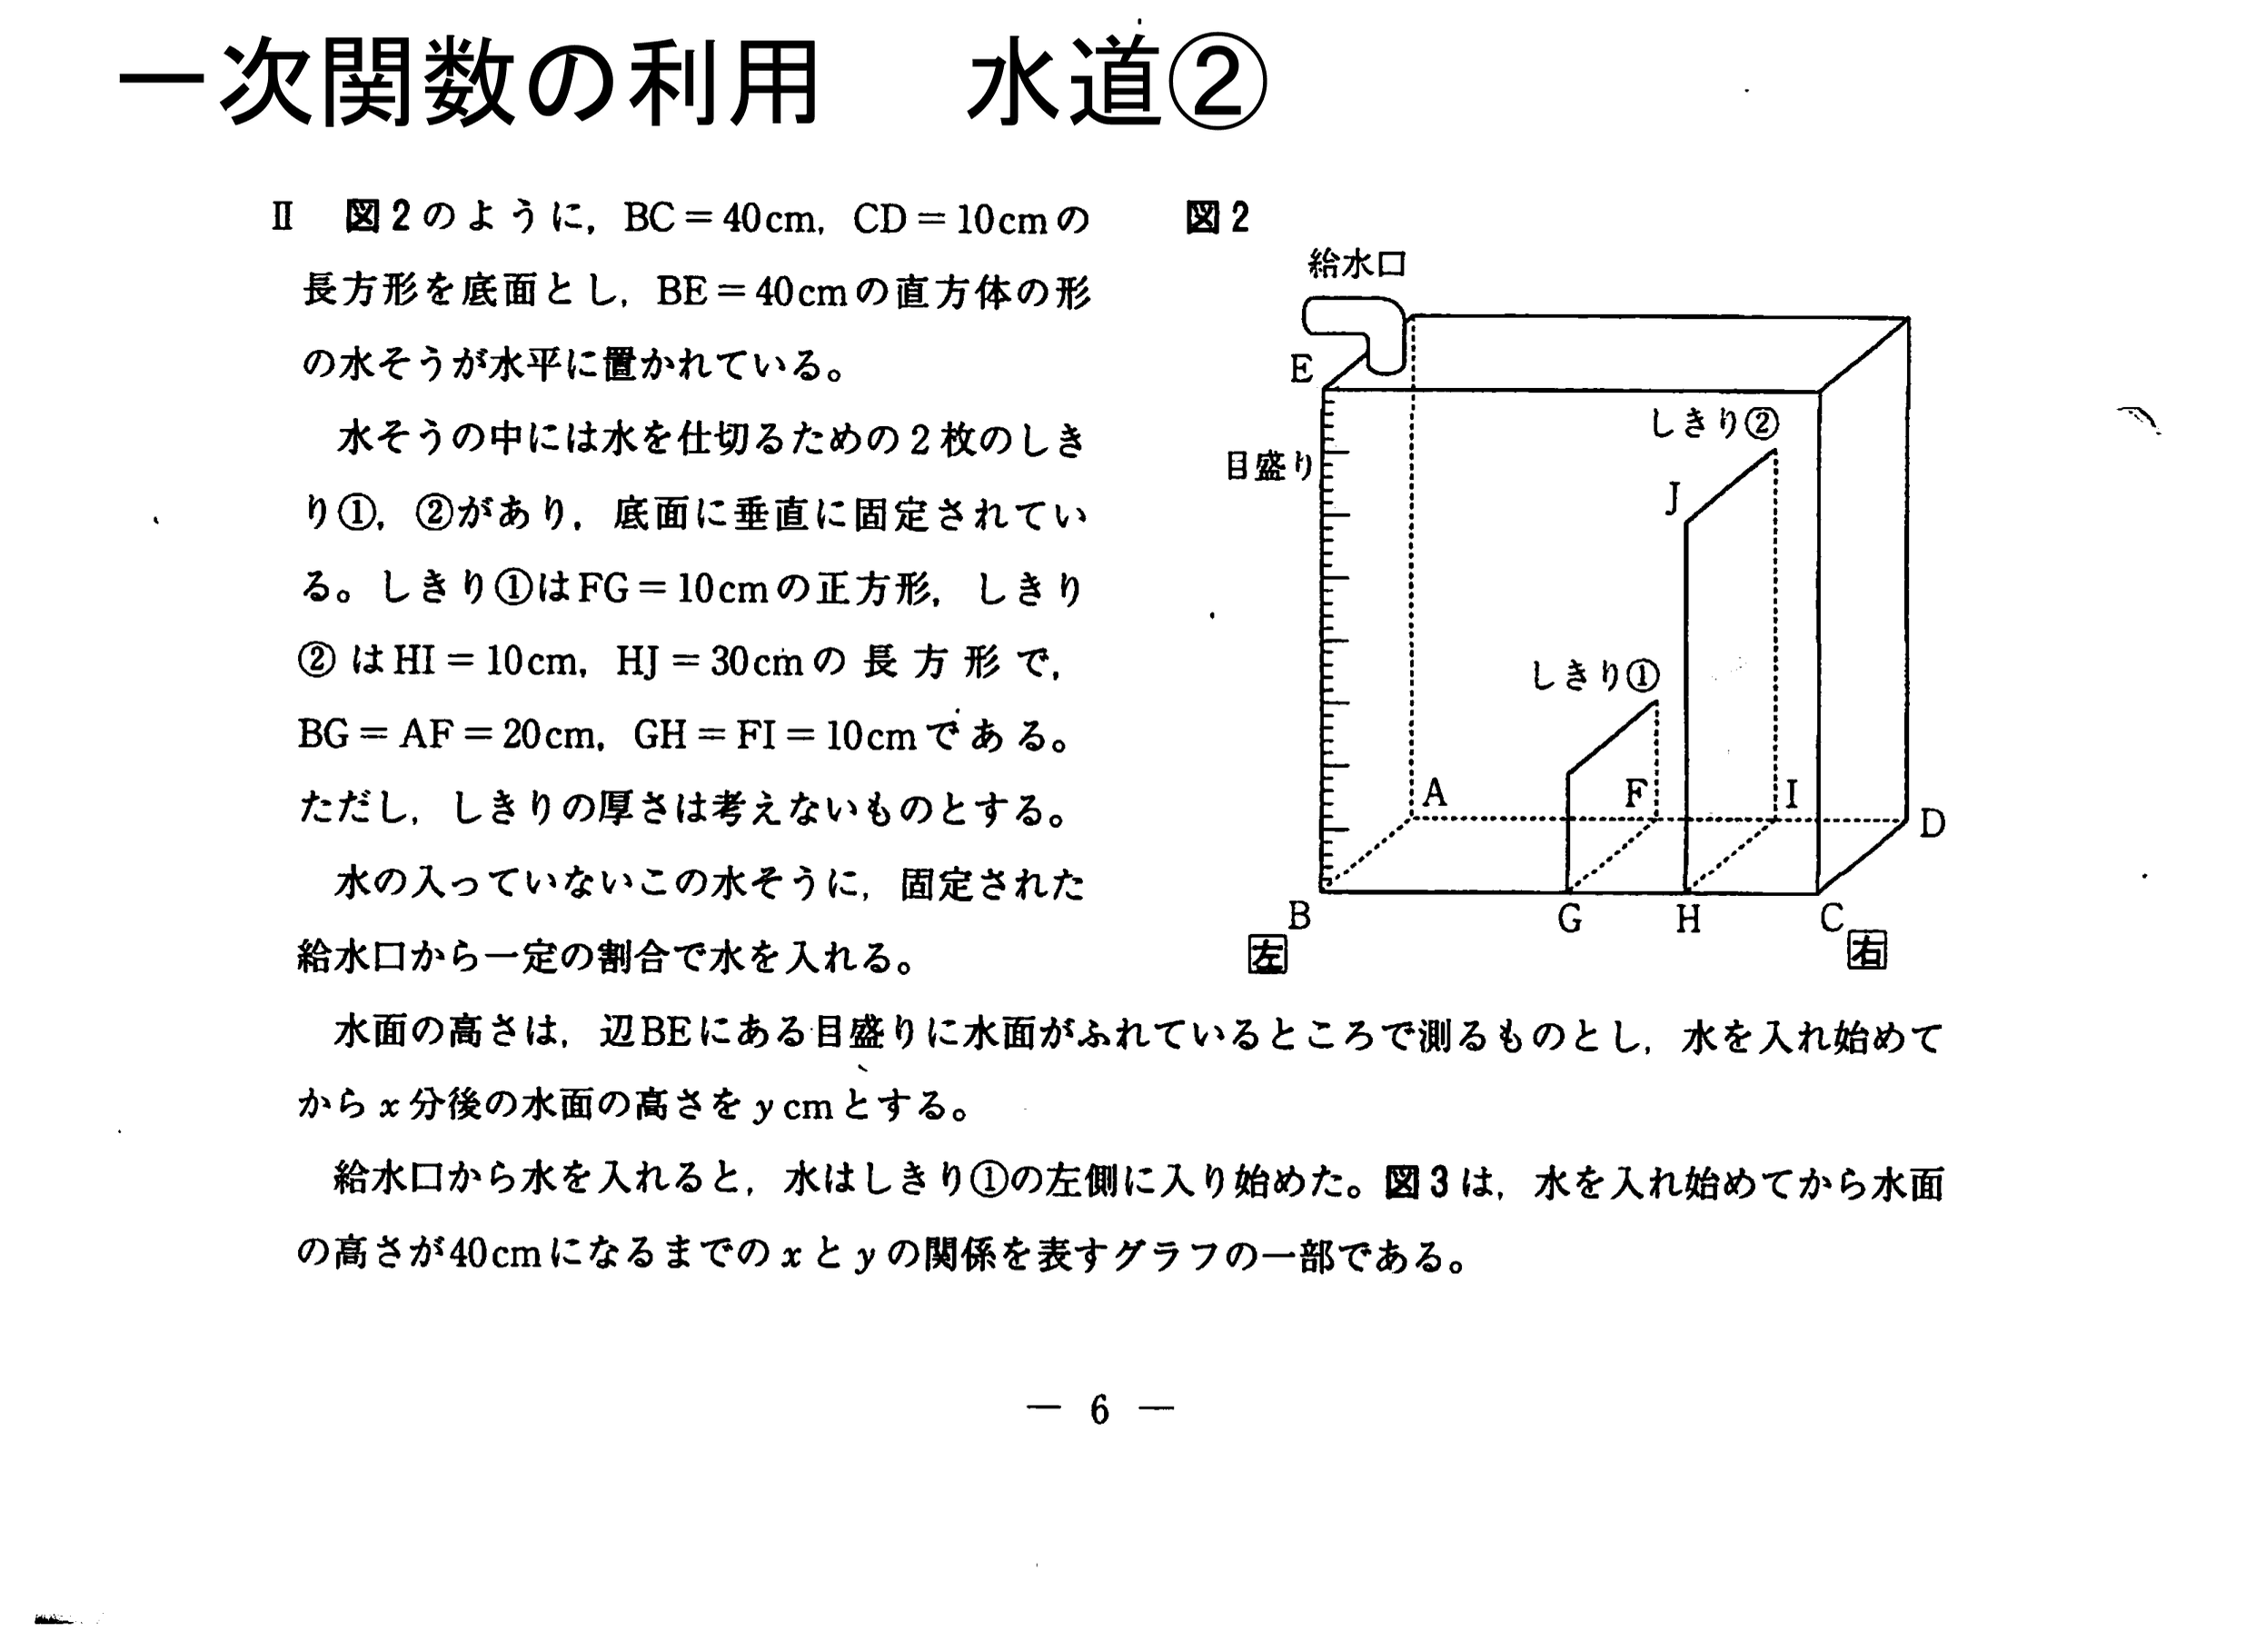 一次関数の利用　水道②
Ⅱ　図2のように，BC＝40cm，CD＝10cmの
長方形を底面とし，BE＝40cmの直方体の形
の水そうが水平に置かれている。
水そうの中には水を仕切るための2枚のしき
り①，②があり，底面に垂直に固定されてい
る。しきり①はFG＝10cmの正方形，しきり
②はHI＝10cm，HJ＝30cmの長方形で，
BG＝AF＝20cm，GH＝FI＝10cmである。
ただし，しきりの厚さは考えないものとする。
水の入っていないこの水そうに，固定された
給水口から一定の割合で水を入れる。
図2
給水口
E
しきり②
目盛り
J
しきり①
A
F
I
D
B
G
H
C
左
右
水面の高さは，辺BEにある目盛りに水面がふれているところで測るものとし，水を入れ始めて
からx分後の水面の高さをycmとする。
給水口から水を入れると，水はしきり①の左側に入り始めた。図3は，水を入れ始めてから水面
の高さが40cmになるまでのxとyの関係を表すグラフの一部である。
— 6 —